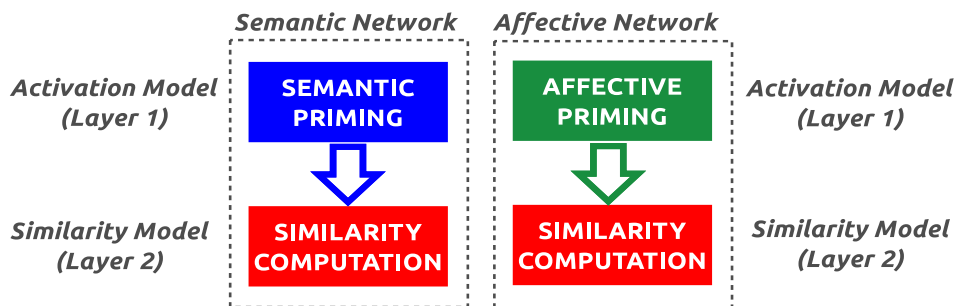 Semantic Network
Affective Network
Activation Model
(Layer 1)
SEMANTIC
PRIMING
AFFECTIVE
PRIMING
Activation Model
(Layer 1)
Similarity Model
(Layer 2)
SIMILARITY
COMPUTATION
SIMILARITY
COMPUTATION
Similarity Model
(Layer 2)